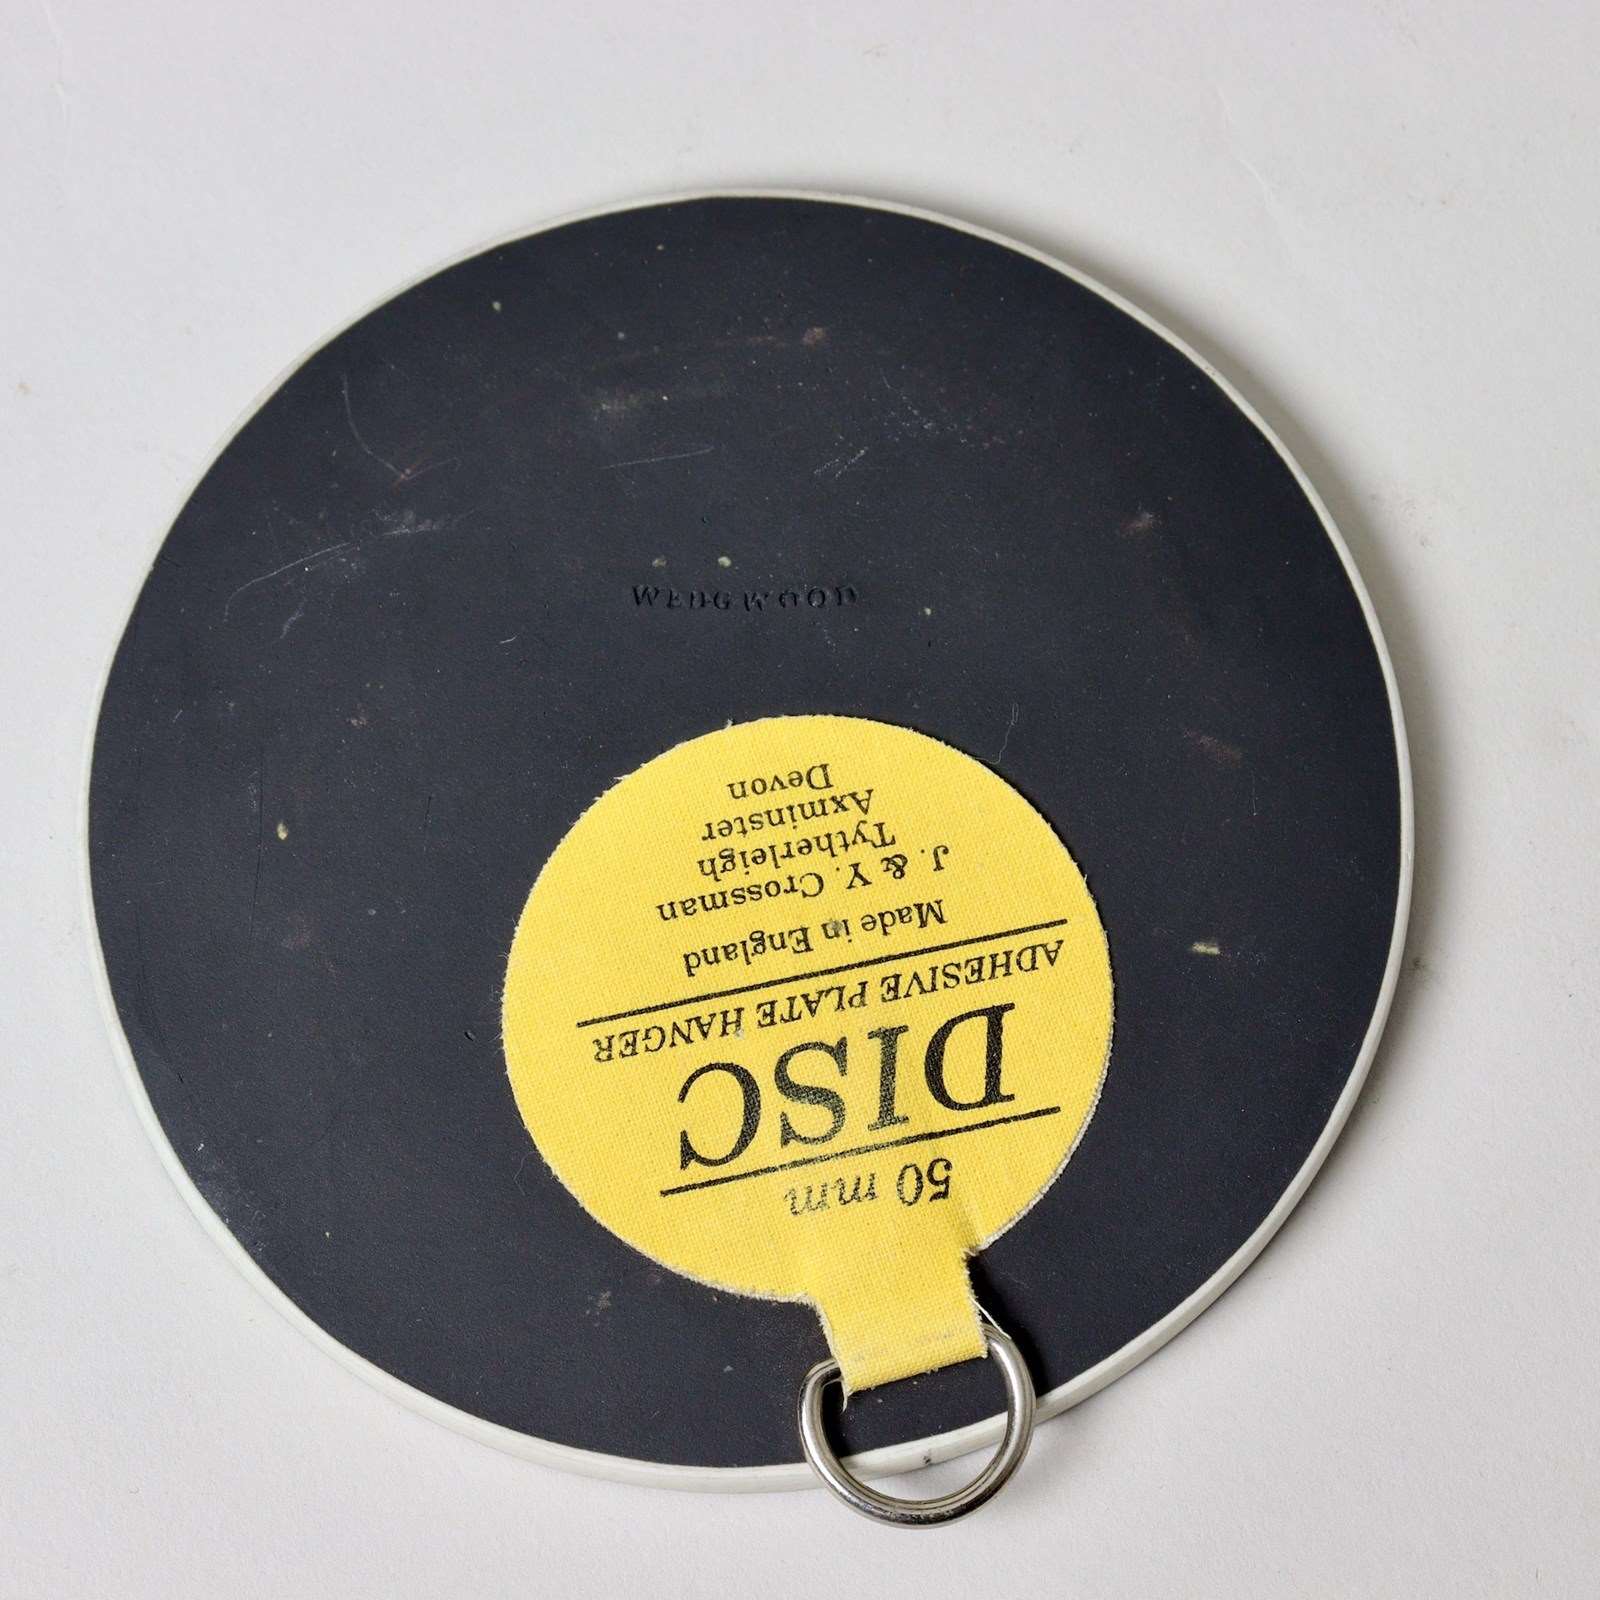 WEDGWOOD
50 mm
DISC
ADHESIVE PLATE HANGER
Made in England
J. & Y. Crossman
Tytherleigh
Axminster
Devon